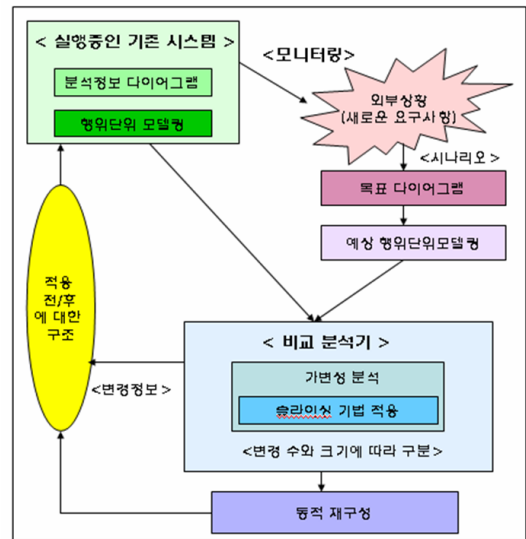 < 실행중인 기존 시스템 >
<모니터링>
분석정보 다이어그램
행위단위 모델링
외부상황
(새로운 요구사항)
<시나리오>
목표 다이어그램
예상 행위단위모델링
적용
전/후
에 대한
구조
< 비교 분석기 >
가변성 분석
슬라이싱 기법 적용
<변경정보>
<변경 수와 크기에 따라 구분>
동적 재구성